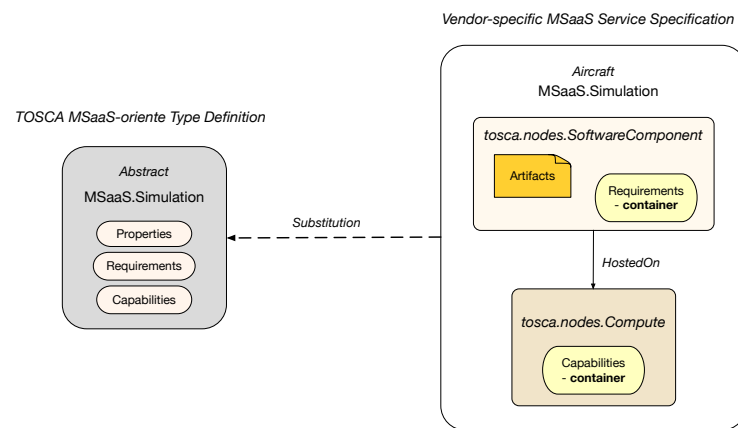 Vendor-specific MSaaS Service Specification
Aircraft
MSaaS.Simulation
tosca.nodes.SoftwareComponent
Artifacts
Requirements
- container
HostedOn
tosca.nodes.Compute
Capabilities
- container
TOSCA MSaaS-oriente Type Definition
Abstract
MSaaS.Simulation
Properties
Requirements
Capabilities
Substitution